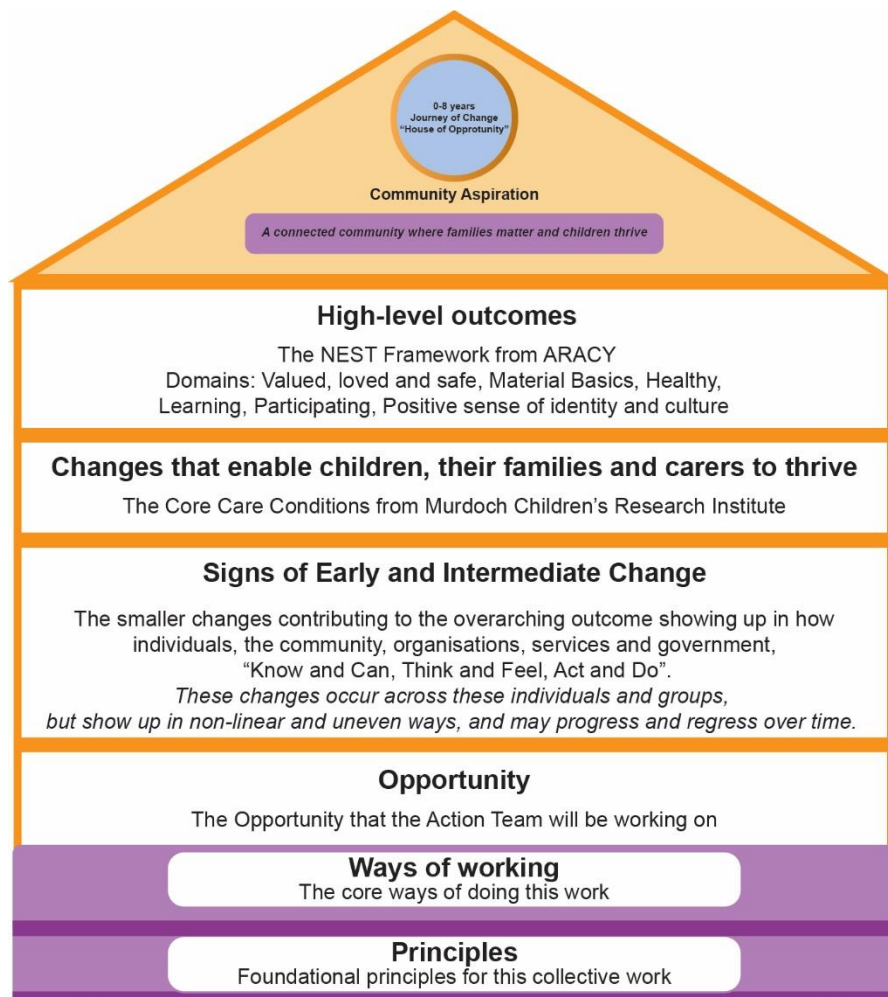 0-8 years
Journey of Change
“House of Opprotunity”
Community Aspiration
A connected community where families matter and children thrive
High-level outcomes
The NEST Framework from ARACY
Domains: Valued, loved and safe, Material Basics, Healthy,
Learning, Participating, Positive sense of identity and culture
Changes that enable children, their families and carers to thrive
The Core Care Conditions from Murdoch Children’s Research Institute
Signs of Early and Intermediate Change
The smaller changes contributing to the overarching outcome showing up in how
individuals, the community, organisations, services and government,
“Know and Can, Think and Feel, Act and Do”.
These changes occur across these individuals and groups,
but show up in non-linear and uneven ways, and may progress and regress over time.
Opportunity
The Opportunity that the Action Team will be working on
Ways of working
The core ways of doing this work
Principles
Foundational principles for this collective work